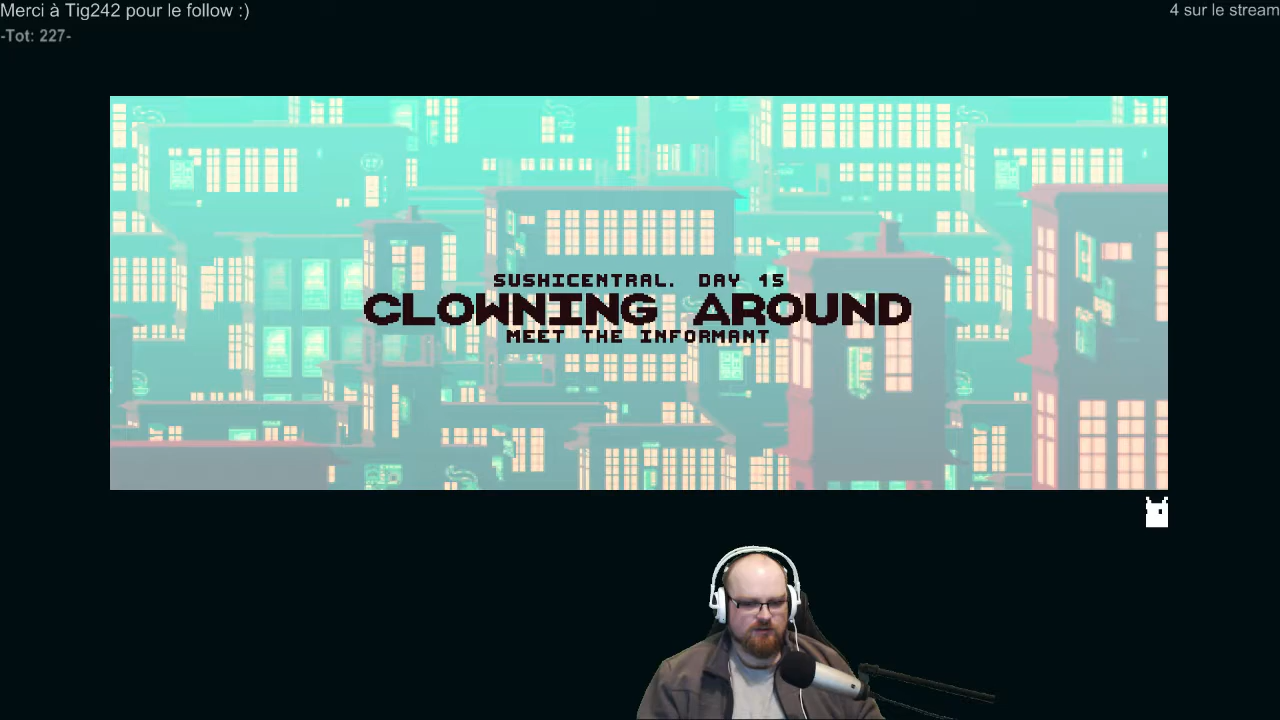 Merci à Tig242 pour le follow :)
4 sur le stream
-Tot: 227-
SUSHICENTRAL. DAY 15
CLOWNING AROUND
MEET THE INFORMANT